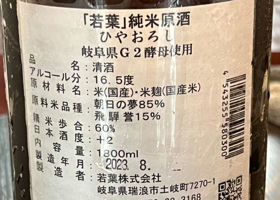 「若葉」純米原酒
ひやおろし
岐阜県G2酵母使用
品名 清酒
アルコール分: 16.5度
原材料: 米(国産)・米麹(国産米)
原料米品種: 朝日の夢85%
飛騨誉15%
精米歩合: 60%
日本酒度: +2
内容量: 1800ml
製造年月: 2023 8.
製造者: 若葉株式会社
岐阜県瑞浪市土岐町7270-1